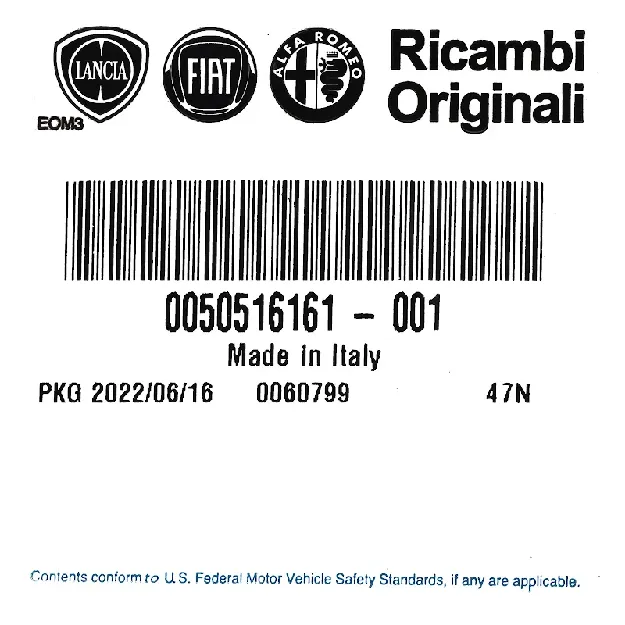 LANCIA FIAT ALFA ROMEO Ricambi
Originali
EOM3
0050516161 - 001
Made in Italy
PKG 2022/06/16 0060799 47N
Contents conform to U.S. Federal Motor Vehicle Safety Standards, if any are applicable.